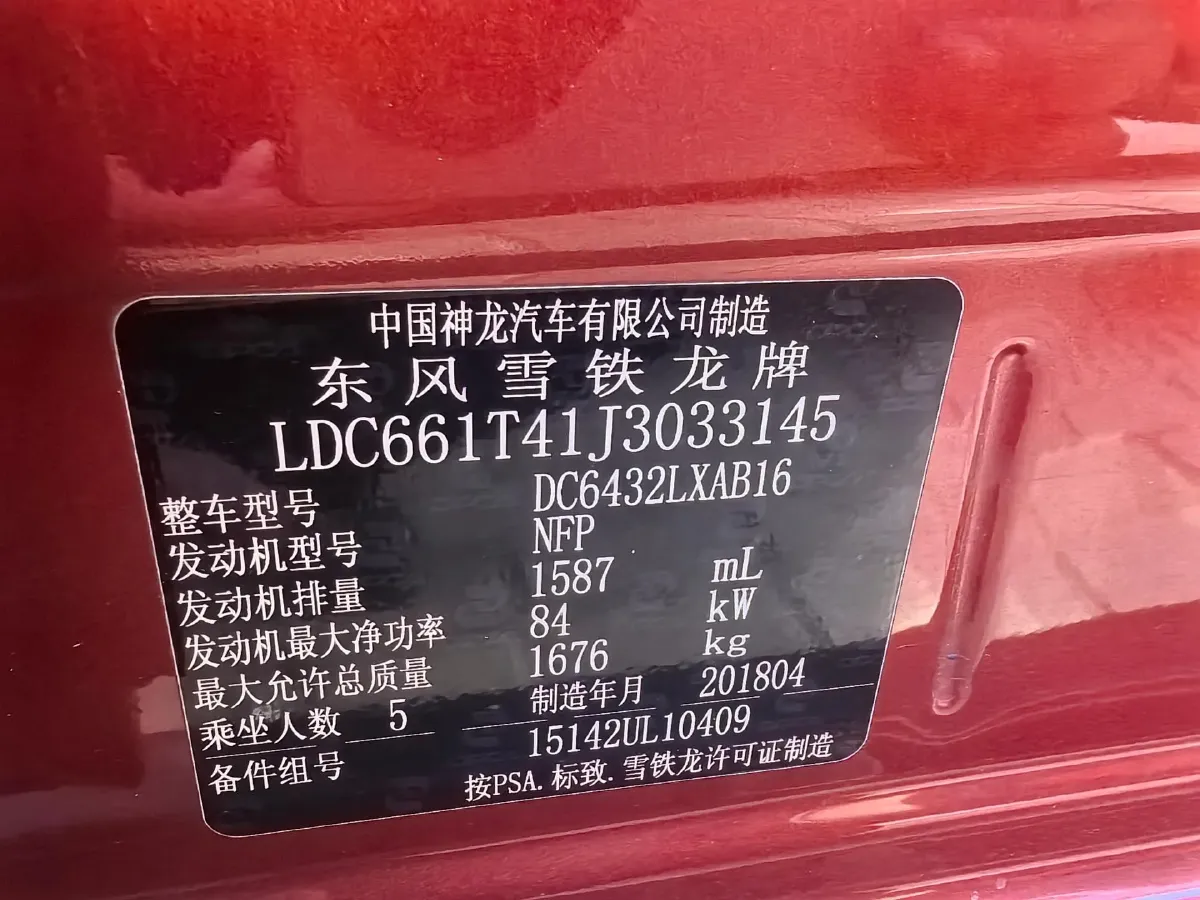 中国神龙汽车有限公司制造
东风雪铁龙牌
LDC661T41J3033145
整车型号 DC6432LXAB16
发动机型号 NFP
发动机排量 1587 mL
发动机最大净功率 84 kW
最大允许总质量 1676 kg
乘坐人数 5 制造年月 201804
备件组号 15142UL10409
按PSA.标致.雪铁龙许可证制造